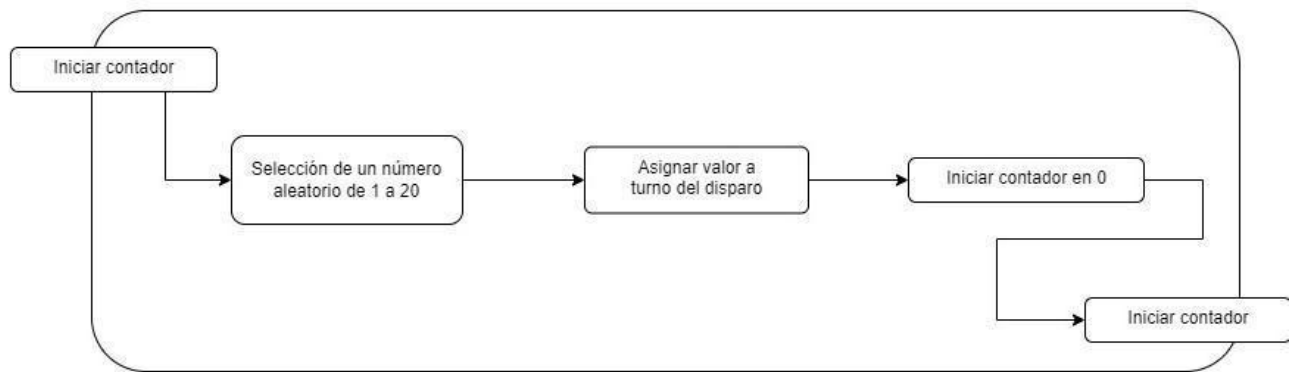 Iniciar contador
Selección de un número
aleatorio de 1 a 20
Asignar valor a
turno del disparo
Iniciar contador en 0
Iniciar contador